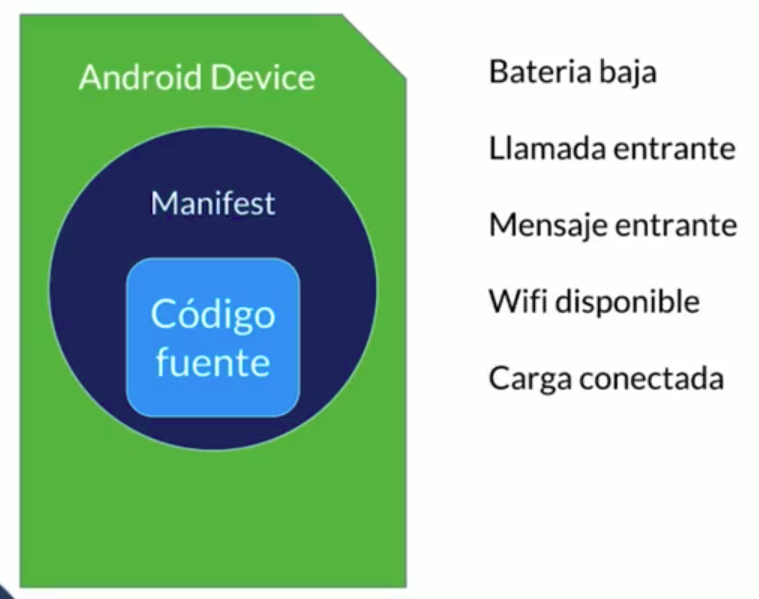 Android Device
Manifest
Código
fuente
Bateria baja
Llamada entrante
Mensaje entrante
Wifi disponible
Carga conectada